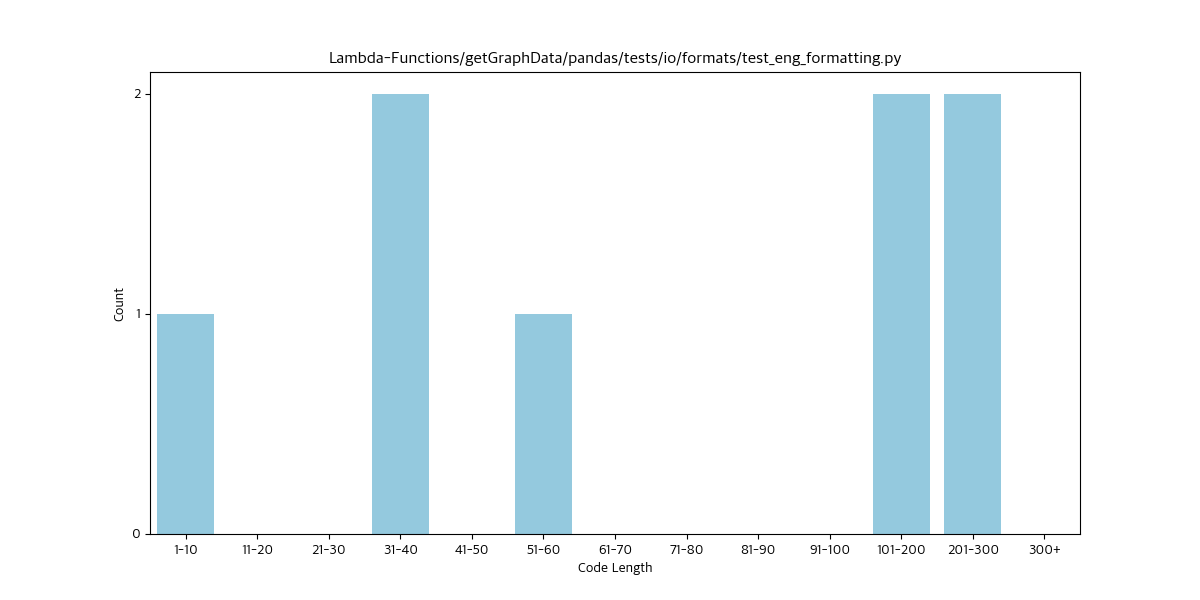 Lambda-Functions/getGraphData/pandas/tests/io/formats/test_eng_formatting.py
2
1
0
Count
1-10 11-20 21-30 31-40 41-50 51-60 61-70 71-80 81-90 91-100 101-200 201-300 300+
Code Length